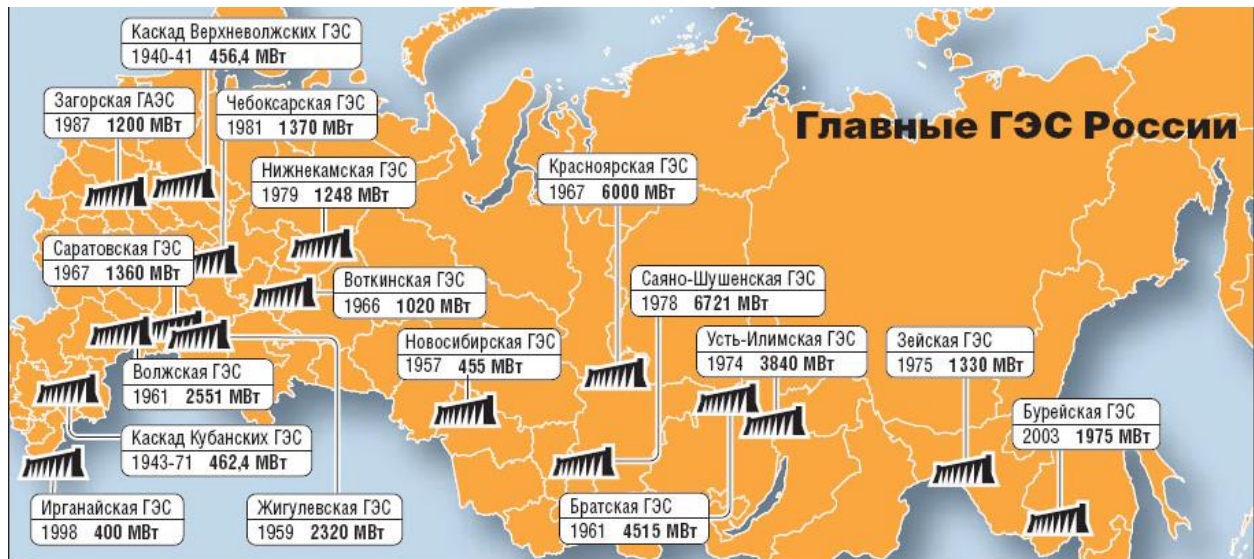 Каскад Верхневолжских ГЭС
1940-41 456,4 МВт
Загорская ГАЭС
1987 1200 МВт
Чебоксарская ГЭС
1981 1370 МВт
Главные ГЭС России
Нижнекамская ГЭС
1979 1248 МВт
Красноярская ГЭС
1967 6000 МВт
Саратовская ГЭС
1967 1360 МВт
Воткинская ГЭС
1966 1020 МВт
Саяно-Шушенская ГЭС
1978 6721 МВт
Новосибирская ГЭС
1957 455 МВт
Усть-Илимская ГЭС
1974 3840 МВт
Зейская ГЭС
1975 1330 МВт
Волжская ГЭС
1961 2551 МВт
Бурейская ГЭС
2003 1975 МВт
Каскад Кубанских ГЭС
1943-71 462,4 МВт
Ирганайская ГЭС
1998 400 МВт
Жигулевская ГЭС
1959 2320 МВт
Братская ГЭС
1961 4515 МВт